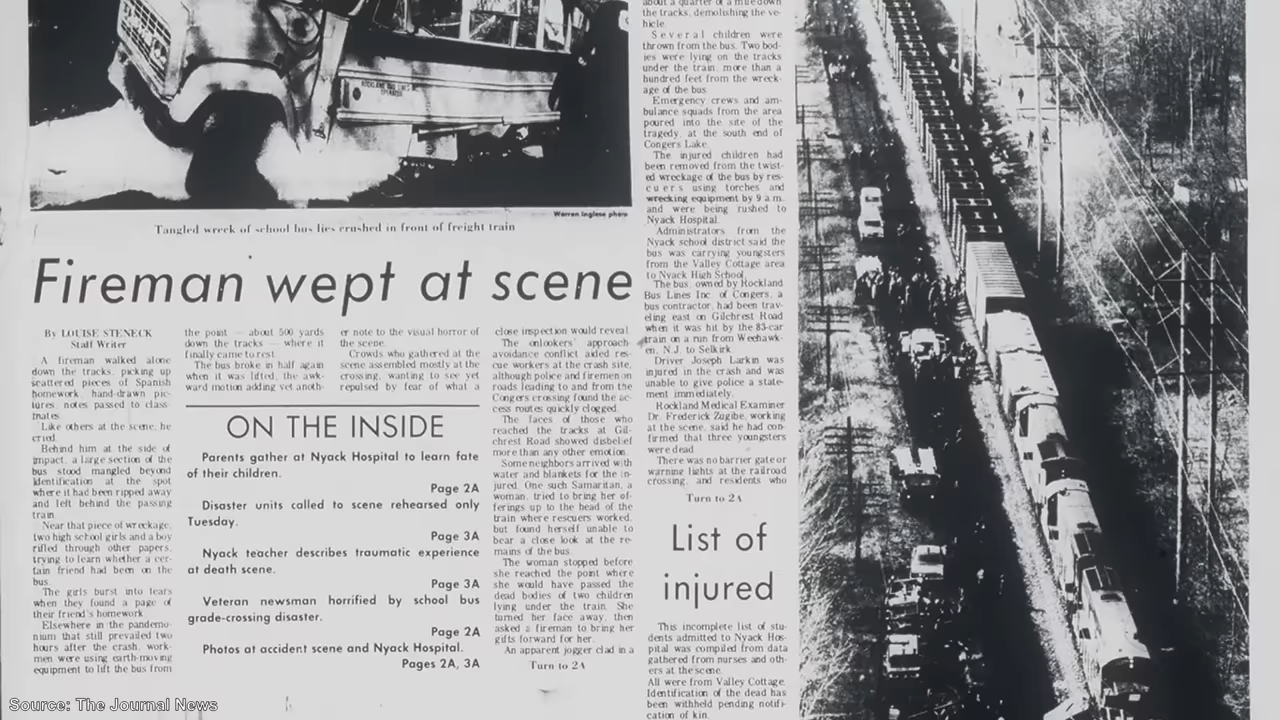 ROCKLAND BUS LINES
Warren Inglese photo
Tangled wreck of school bus lies crushed in front of freight train
Fireman wept at scene
By LOUISE STENECK
Staff Writer
A fireman walked alone
down the tracks, picking up
scattered pieces of Spanish
homework, hand-drawn pic-
tures, notes passed to class-
mates.
Like others at the scene, he
cried.
Behind him at the side of
impact, a large section of the
bus stood mangled beyond
identification at the spot
where it had been ripped away
and left behind the passing
train.
Near that piece of wreckage,
two high school girls and a boy
rifled through other papers,
trying to learn whether a cer-
tain friend had been on the
bus.
The girls burst into tears
when they found a page of
their friend's homework.
Elsewhere in the pandemo-
nium that still prevailed two
hours after the crash, work-
men were using earth-moving
equipment to lift the bus from
the point — about 500 yards
down the tracks — where it
finally came to rest.
The bus broke in half again
when it was lifted, the awk-
ward motion adding yet anoth-
er note to the visual horror of
the scene.
Crowds who gathered at the
scene assembled mostly at the
crossing, wanting to see yet
repulsed by fear of what a
close inspection would reveal.
The onlookers' approach-
avoidance conflict aided res-
cue workers at the crash site,
although police and firemen on
roads leading to and from the
Congers crossing found the ac-
cess routes quickly clogged.
The faces of those who
reached the tracks at Gil-
chrest Road showed disbelief
more than any other emotion.
Some neighbors arrived with
water and blankets for the in-
jured. One such Samaritan, a
woman, tried to bring her of-
ferings up to the head of the
train where rescuers worked,
but found herself unable to
bear a close look at the re-
mains of the bus.
The woman stopped before
she reached the point where
she would have passed the
dead bodies of two children
lying under the train. She
turned her face away, then
asked a fireman to bring her
gifts forward for her.
An apparent jogger clad in a
Turn to 2A
ON THE INSIDE
Parents gather at Nyack Hospital to learn fate
of their children.
Page 2A
Disaster units called to scene rehearsed only
Tuesday.
Page 3A
Nyack teacher describes traumatic experience
at death scene.
Page 3A
Veteran newsman horrified by school bus
grade-crossing disaster.
Page 2A
Photos at accident scene and Nyack Hospital.
Pages 2A, 3A
about a quarter of a mile down
the tracks, demolishing the ve-
hicle.
Several children were
thrown from the bus. Two bod-
ies were lying on the tracks
under the train, more than a
hundred feet from the wreck-
age of the bus.
Emergency crews and am-
bulance squads from the area
poured into the site of the
tragedy, at the south end of
Congers Lake.
The injured children had
been removed from the twist-
ed wreckage of the bus by res-
cuers using torches and
wrecking equipment by 9 a.m.
and were being rushed to
Nyack Hospital.
Administrators from the
Nyack school district said the
bus was carrying youngsters
from the Valley Cottage area
to Nyack High School.
The bus, owned by Rockland
Bus Lines Inc. of Congers, a
bus contractor, had been trav-
eling east on Gilchrest Road
when it was hit by the 83-car
train on a run from Weehawk-
en, N.J. to Selkirk.
Driver Joseph Larkin was
injured in the crash and was
unable to give police a state-
ment immediately.
Rockland Medical Examiner
Dr. Frederick Zugibe, working
at the scene, said he had con-
firmed that three youngsters
were dead.
There was no barrier gate or
warning lights at the railroad
crossing, and residents who
Turn to 2A
List of
injured
This incomplete list of stu-
dents admitted to Nyack Hos-
pital was compiled from data
gathered from nurses and oth-
ers at the scene.
All were from Valley Cottage.
Identification of the dead has
been withheld pending notifi-
cation of kin.
Source: The Journal News